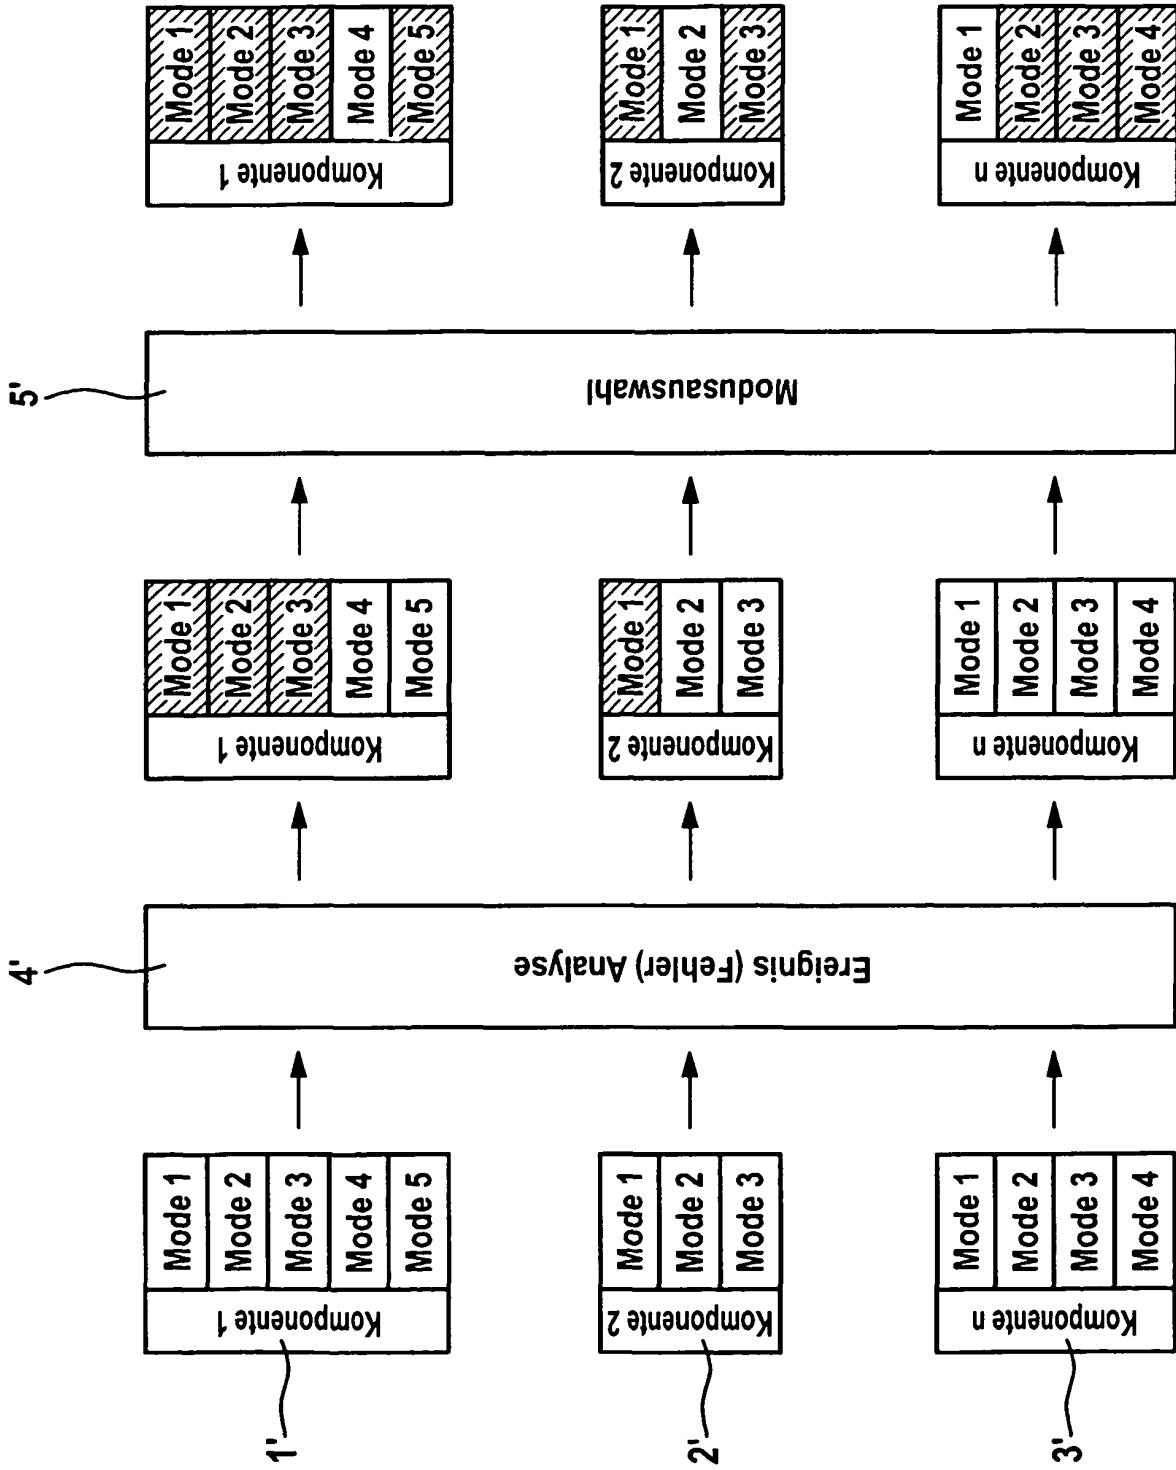 1'
Komponente 1
Mode 1
Mode 2
Mode 3
Mode 4
Mode 5
2'
Komponente 2
Mode 1
Mode 2
Mode 3
3'
Komponente n
Mode 1
Mode 2
Mode 3
Mode 4
4'
Ereignis (Fehler) Analyse
Komponente 1
Mode 1
Mode 2
Mode 3
Mode 4
Mode 5
Komponente 2
Mode 1
Mode 2
Mode 3
Komponente n
Mode 1
Mode 2
Mode 3
Mode 4
5'
Modusauswahl
Komponente 1
Mode 1
Mode 2
Mode 3
Mode 4
Mode 5
Komponente 2
Mode 1
Mode 2
Mode 3
Komponente n
Mode 1
Mode 2
Mode 3
Mode 4